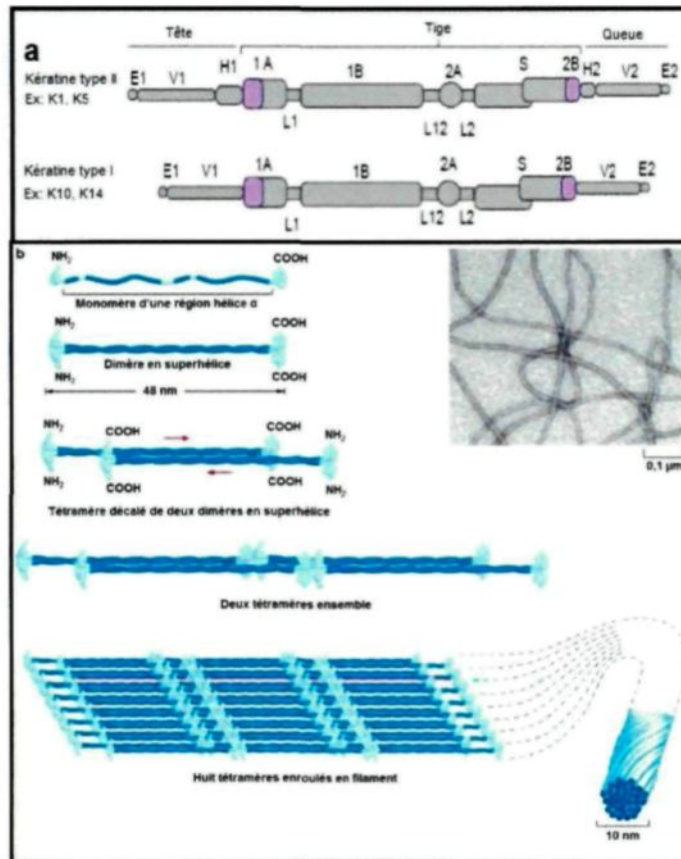 a
Tête Tige Queue
Kératine type II
Ex: K1, K5
E1 V1 H1 1A 1B 2A S 2B H2 V2 E2
L1 L12 L2
Kératine type I
Ex: K10, K14
E1 V1 1A 1B 2A S 2B V2 E2
L1 L12 L2
b
NH2 COOH
Monomère d'une région hélice α
NH2 COOH
Dimère en superhélice
NH2 COOH
48 nm
0,1 µm
NH2 COOH COOH NH2
NH2 COOH COOH NH2
Tétramère décalé de deux dimères en superhélice
Deux tétramères ensemble
Huit tétramères enroulés en filament
10 nm